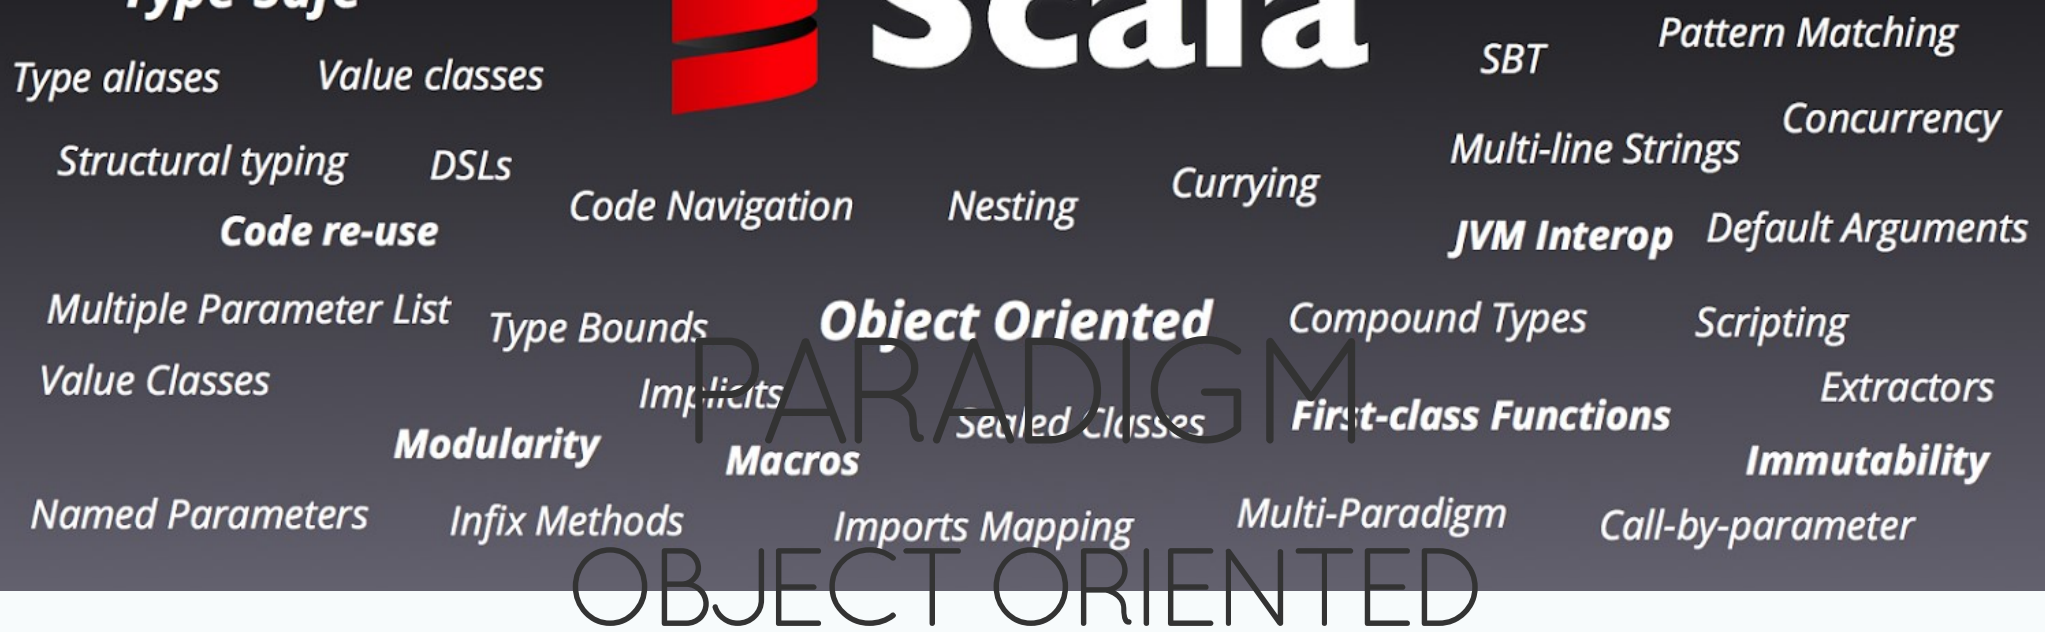 Type-Safe
Scala
Pattern Matching
SBT
Type aliases
Value classes
Concurrency
Multi-line Strings
Structural typing
DSLs
Currying
Code Navigation
Nesting
Code re-use
JVM Interop
Default Arguments
Multiple Parameter List
Type Bounds
Object Oriented
Compound Types
Scripting
PARADIGM
Value Classes
Implicits
Sealed Classes
First-class Functions
Extractors
Modularity
Macros
Immutability
Named Parameters
Infix Methods
Imports Mapping
Multi-Paradigm
Call-by-parameter
OBJECT ORIENTED